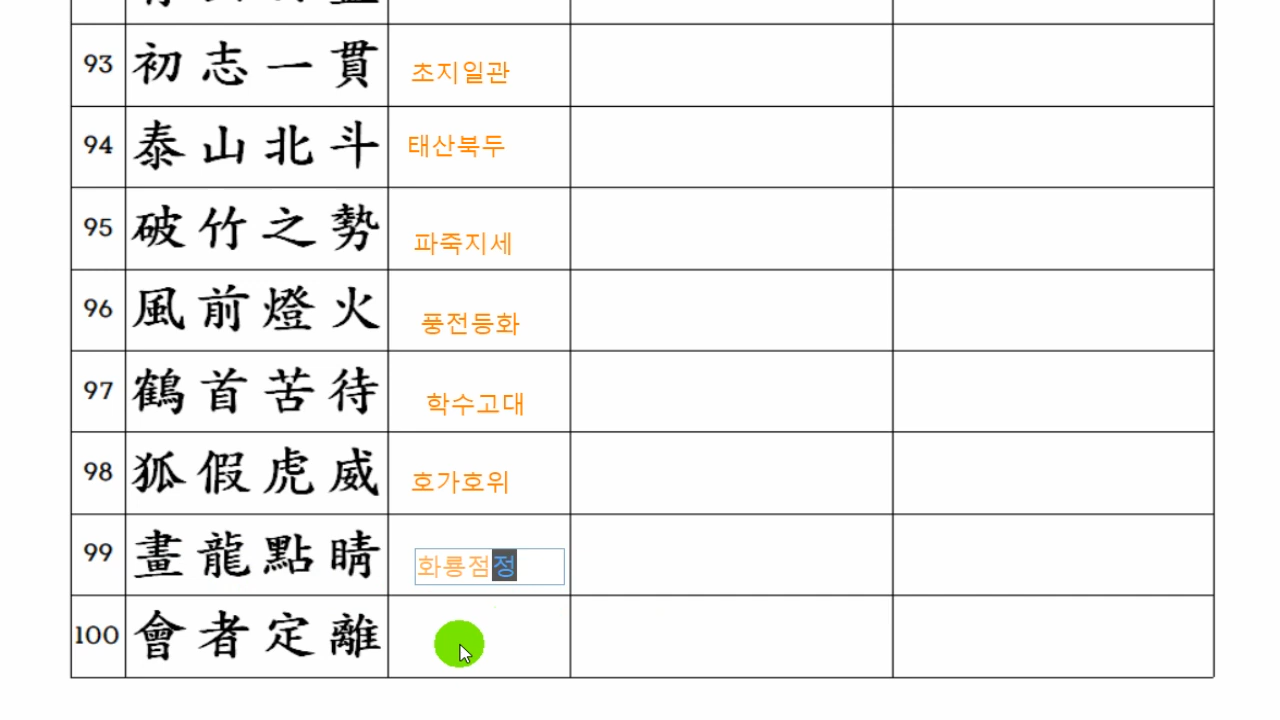 93 初志一貫 초지일관
94 泰山北斗 태산북두
95 破竹之勢 파죽지세
96 風前燈火 풍전등화
97 鶴首苦待 학수고대
98 狐假虎威 호가호위
99 畫龍點睛 화룡점정
100 會者定離